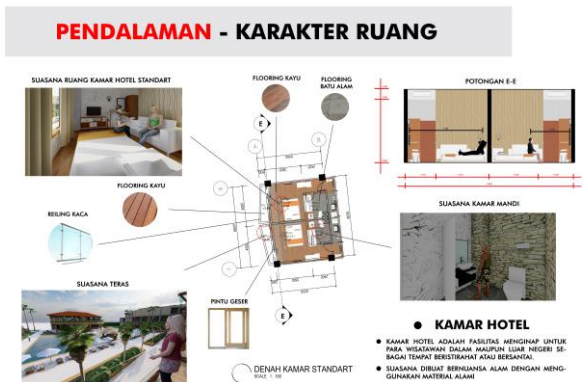 PENDALAMAN - KARAKTER RUANG
SUASANA RUANG KAMAR HOTEL STANDART
FLOORING KAYU
FLOORING
BATU ALAM
POTONGAN E-E
E
A
B
FLOORING KAYU
REILING KACA
SUASANA KAMAR MANDI
SUASANA TERAS
PINTU GESER
E
DENAH KAMAR STANDART
SCALE 1 : 100
● KAMAR HOTEL
● KAMAR HOTEL ADALAH FASILITAS MENGINAP UNTUK
PARA WISATAWAN DALAM MAUPUN LUAR NEGERI SE-
BAGAI TEMPAT BERISTIRAHAT ATAU BERSANTAI.
● SUASANA DIBUAT BERNUANSA ALAM DENGAN MENG-
GUNAKAN MATERIAL ALAMI